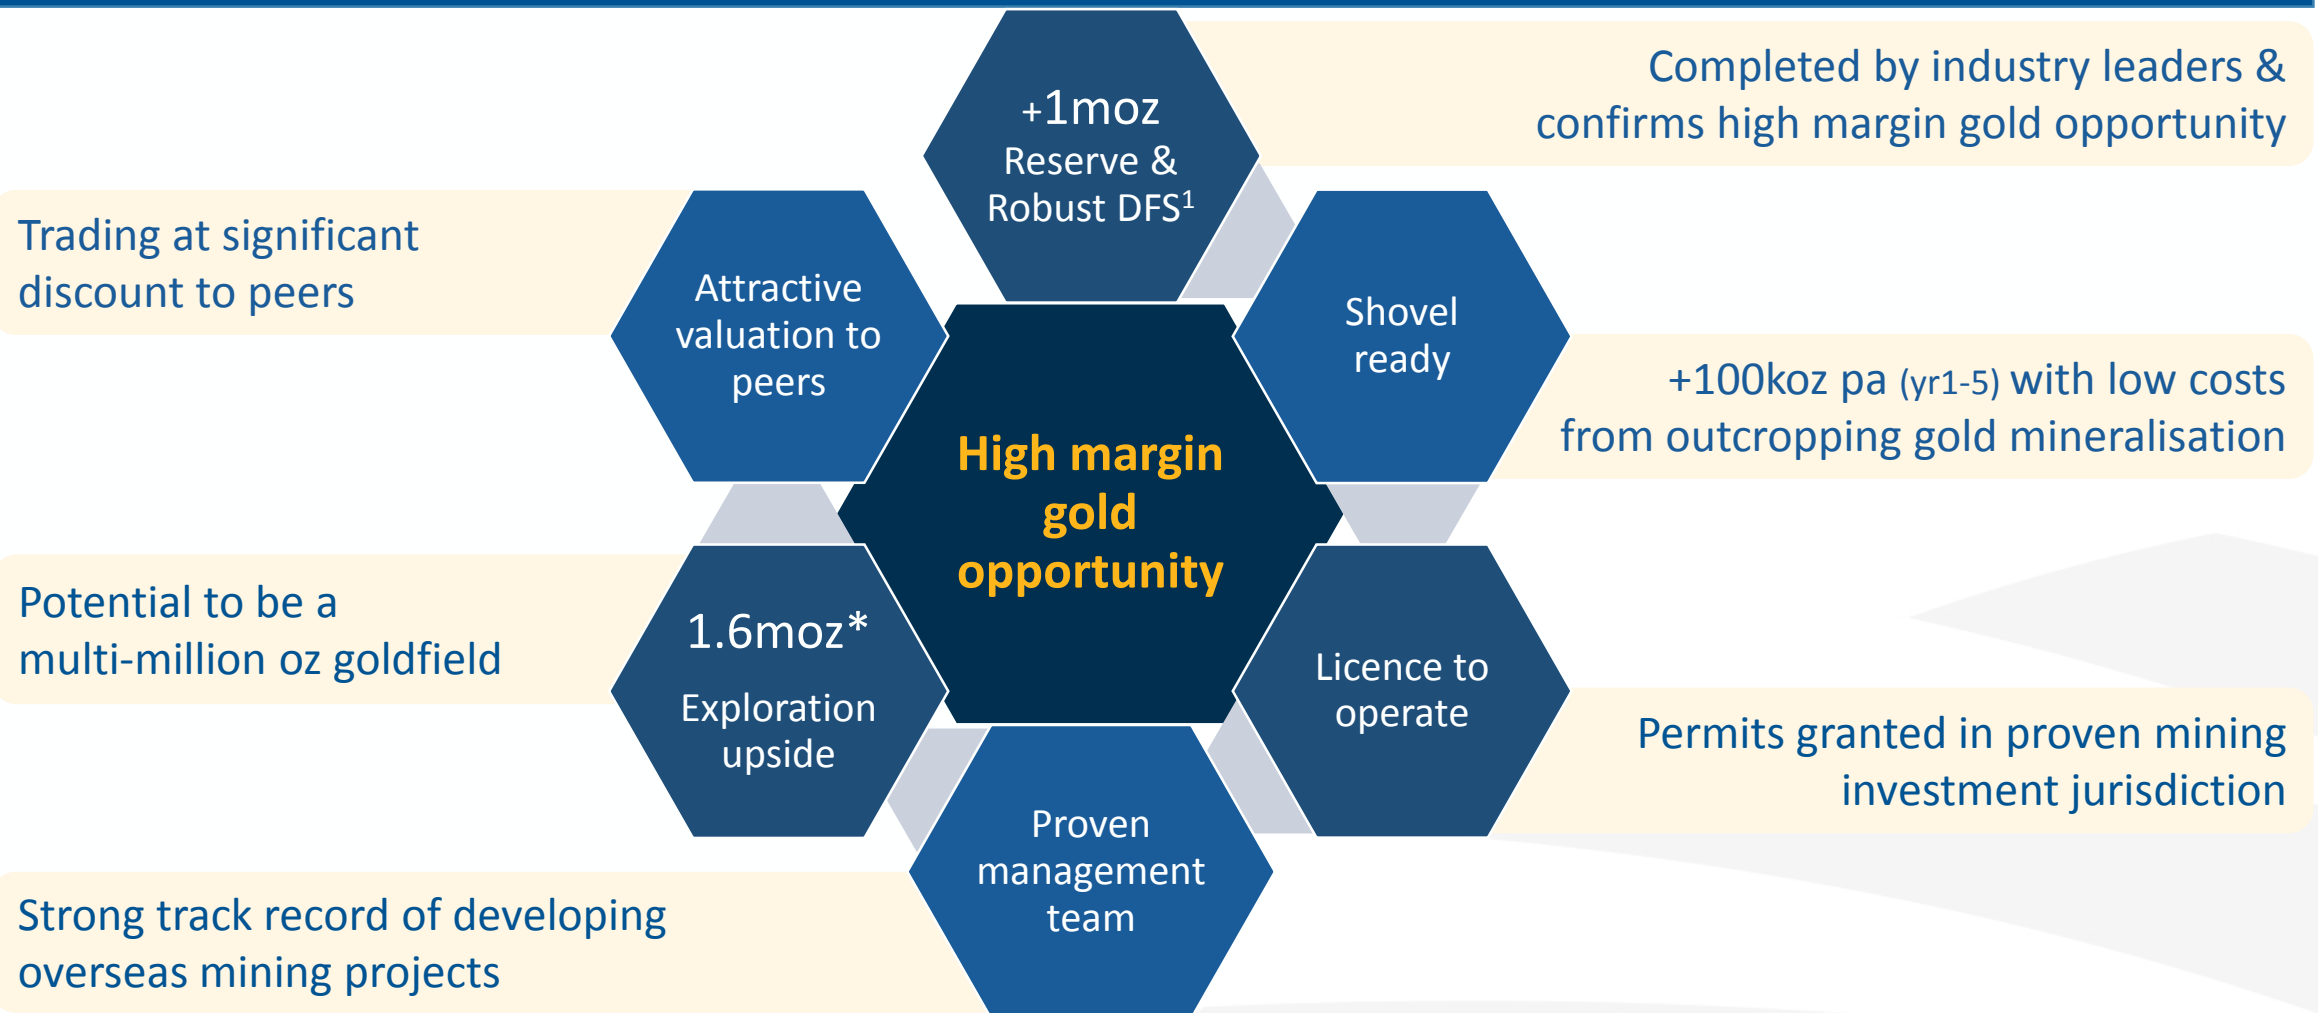 +1moz
Reserve &
Robust DFS¹
Completed by industry leaders &
confirms high margin gold opportunity
Shovel
ready
+100koz pa (yr1-5) with low costs
from outcropping gold mineralisation
Licence to
operate
Permits granted in proven mining
investment jurisdiction
Proven
management
team
Strong track record of developing
overseas mining projects
1.6moz*
Exploration
upside
Potential to be a
multi-million oz goldfield
Attractive
valuation to
peers
Trading at significant
discount to peers
High margin
gold
opportunity